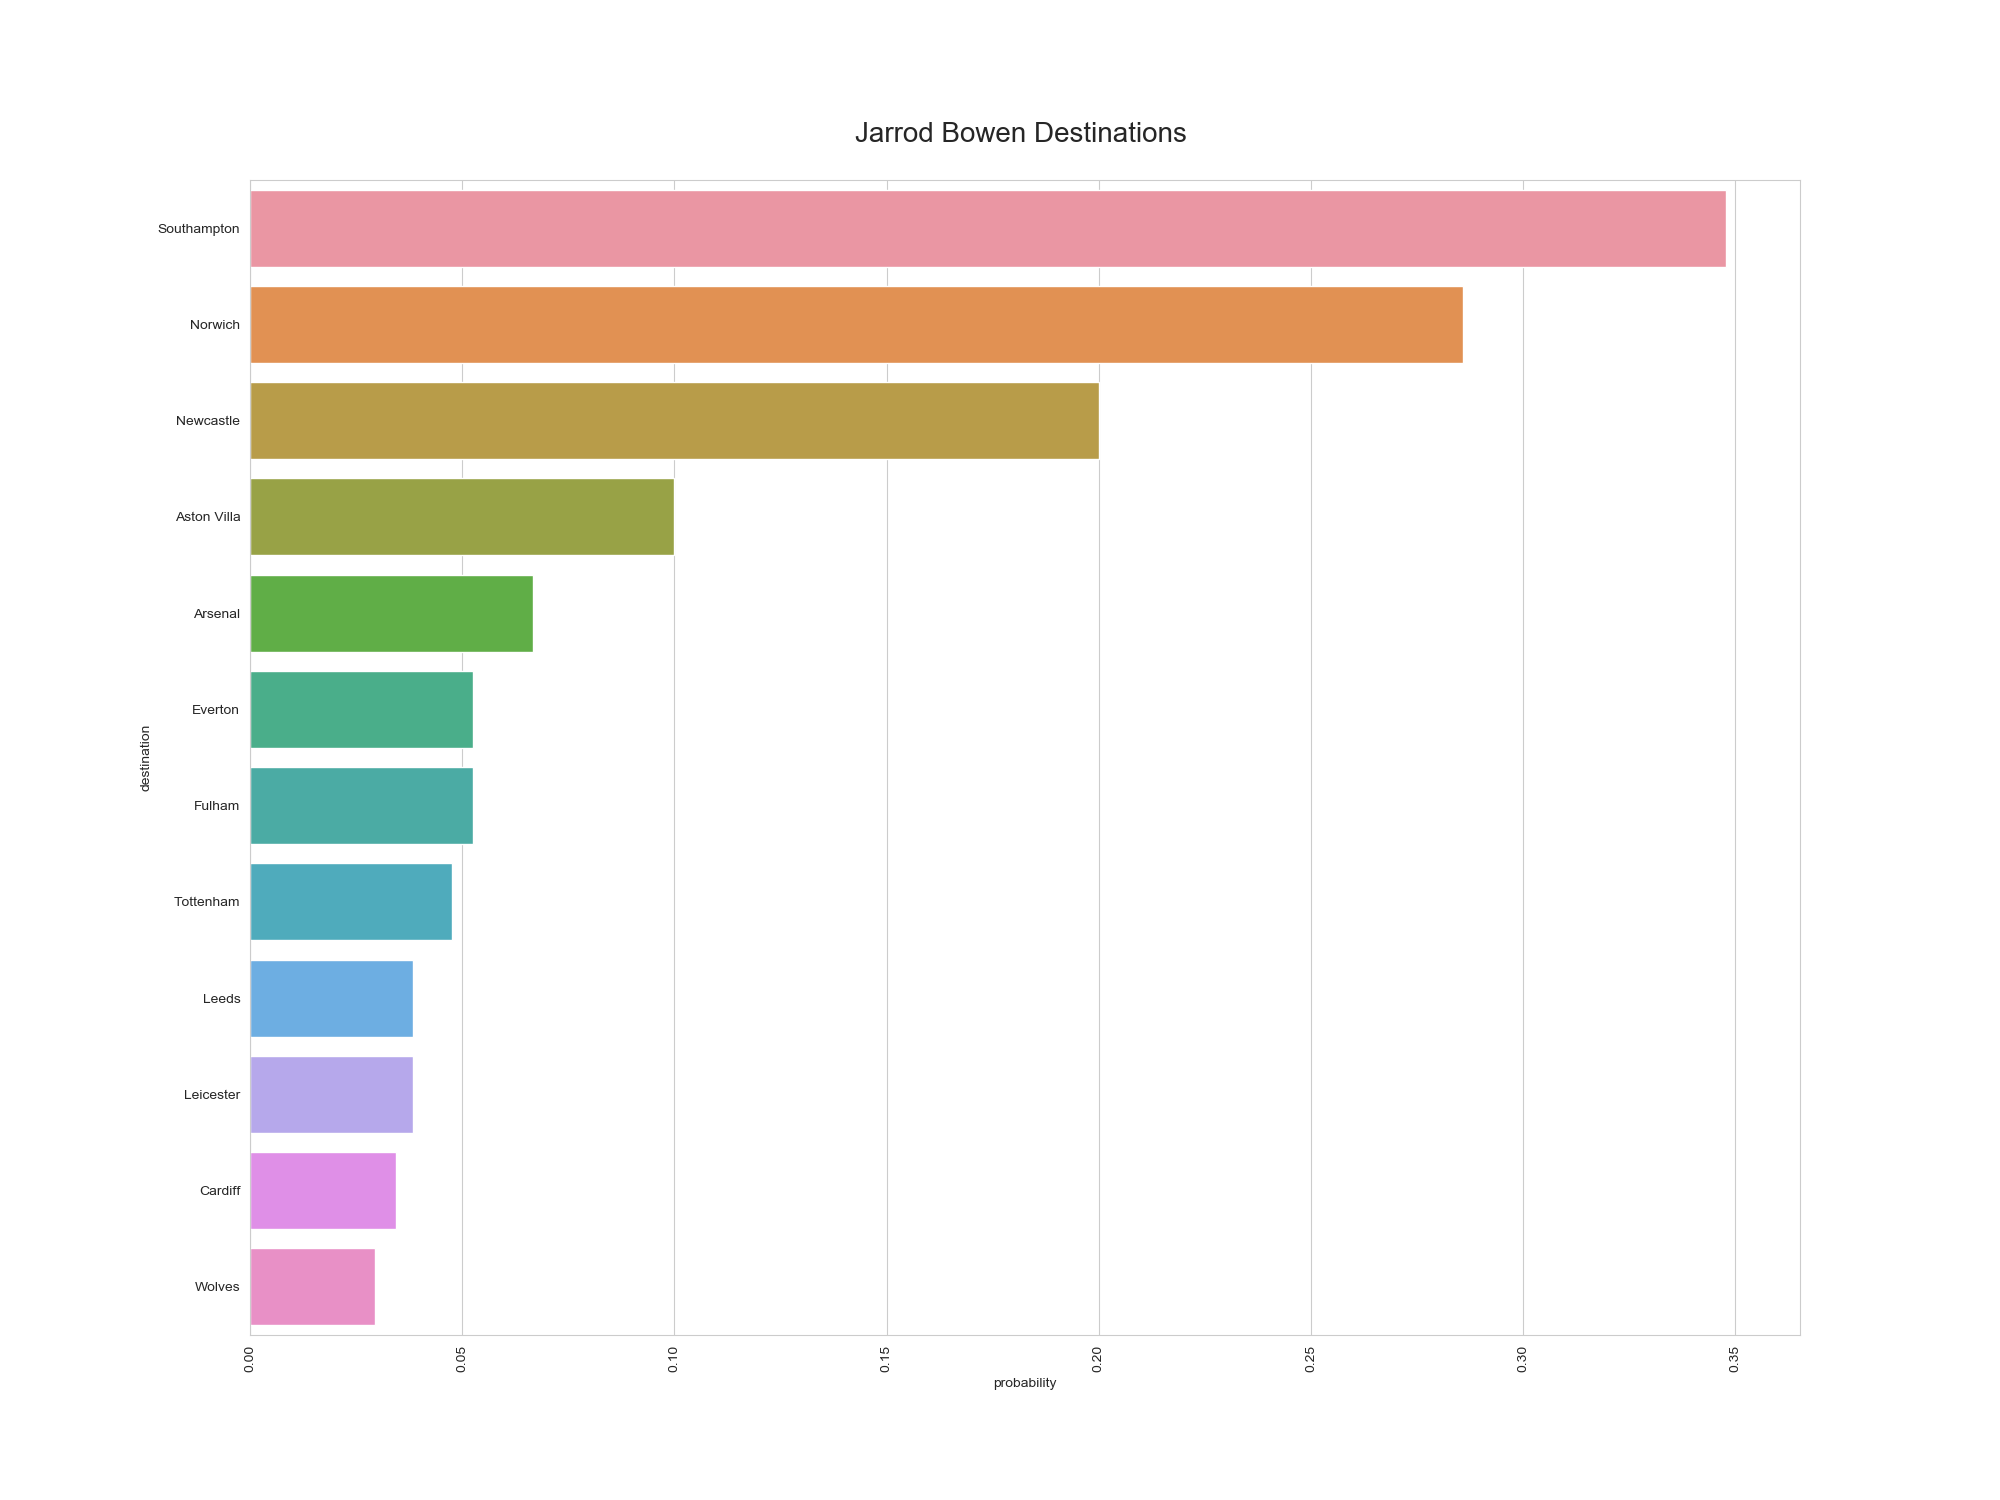 Jarrod Bowen Destinations
Southampton
Norwich
Newcastle
Aston Villa
Arsenal
Everton
Fulham
Tottenham
Leeds
Leicester
Cardiff
Wolves
destination
0.00
0.05
0.10
0.15
0.20
0.25
0.30
0.35
probability